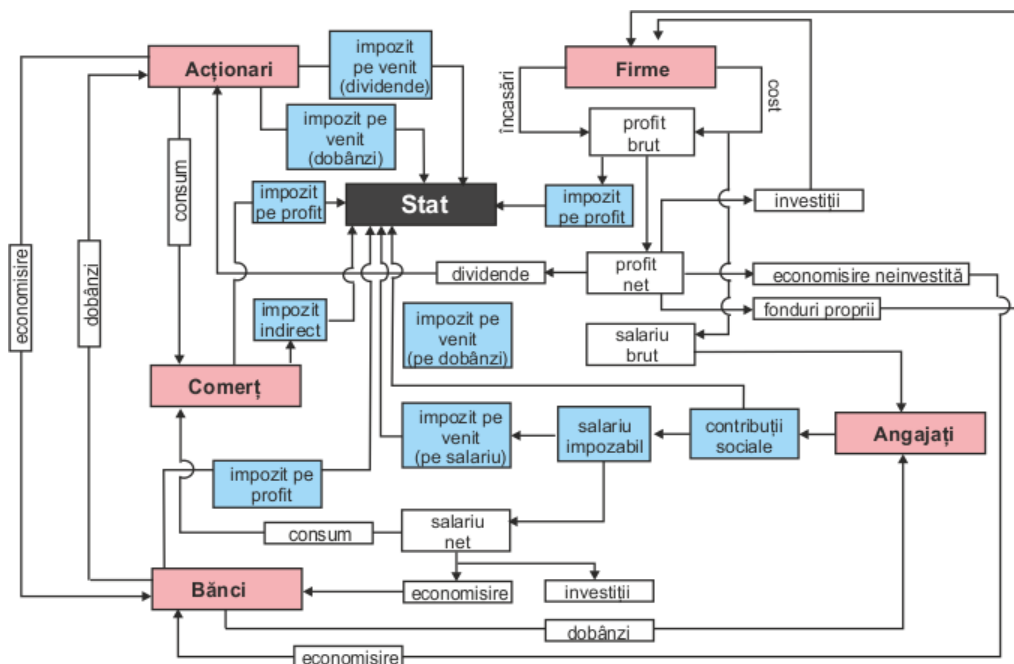 Acționari
impozit
pe venit
(dividende)
Firme
încasări
cost
profit
brut
impozit pe
venit
(dobânzi)
consum
impozit
pe profit
Stat
impozit
pe profit
investiții
economisire
dobânzi
dividende
profit
net
economisire neinvestită
fonduri proprii
impozit
indirect
impozit pe
venit
(pe dobânzi)
salariu
brut
Comerț
impozit pe
venit
(pe salariu)
salariu
impozabil
contribuții
sociale
Angajați
impozit pe
profit
consum
salariu
net
Bănci
economisire
investiții
dobânzi
economisire